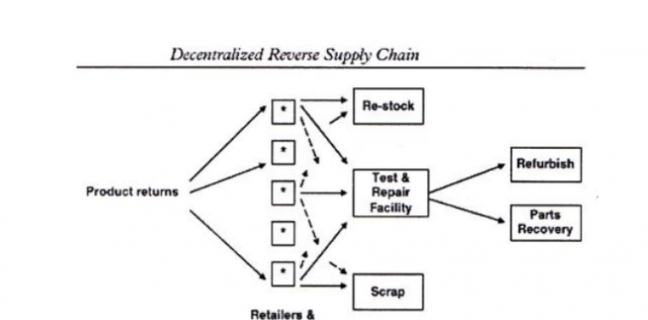 Decentralized Reverse Supply Chain
*
Re-stock
*
Refurbish
Product returns
*
Test &
Repair
Facility
Parts
Recovery
*
*
Scrap
Retailers &